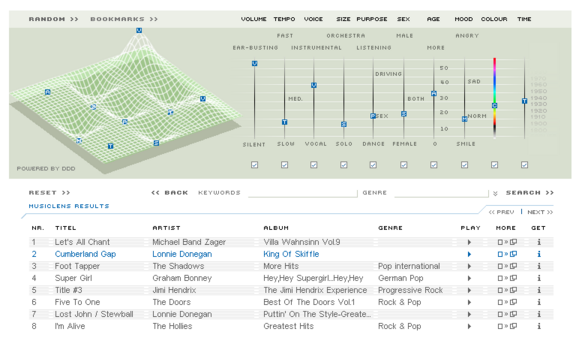 RANDOM >> BOOKMARKS >> VOLUME TEMPO VOICE SIZE PURPOSE SEX AGE MOOD COLOUR TIME
FAST ORCHESTRA MALE ANGRY
EAR-BUSTING INSTRUMENTAL LISTENING MORE
DRIVING SAD
MED. BOTH SEX NORM
50
40
30
20
10
1910
1920
1930
1940
V
A
V
T
S
SILENT SLOW VOCAL SOLO DANCE FEMALE 0 SMILE
POWERED BY DDD
RESET >> << BACK KEYWORDS GENRE SEARCH >>
MUSICLENS RESULTS << PREV | NEXT >>
NR. TITEL ARTIST ALBUM GENRE PLAY MORE GET
1 Let's All Chant Michael Band Zager Villa Wahnsinn Vol.9
2 Cumberland Gap Lonnie Donegan King Of Skiffle
3 Foot Tapper The Shadows More Hits Pop international
4 Super Girl Graham Bonney Hey,Hey Supergirl..Hey,Hey German Pop
5 Title #3 Jimi Hendrix The Jimi Hendrix Experience Progressive Rock
6 Five To One The Doors Best Of The Doors Vol1 Rock & Pop
7 Lost John / Stewball Lonnie Donegan Puttin' On The Style-Greate...
8 I'm Alive The Hollies Greatest Hits Rock & Pop